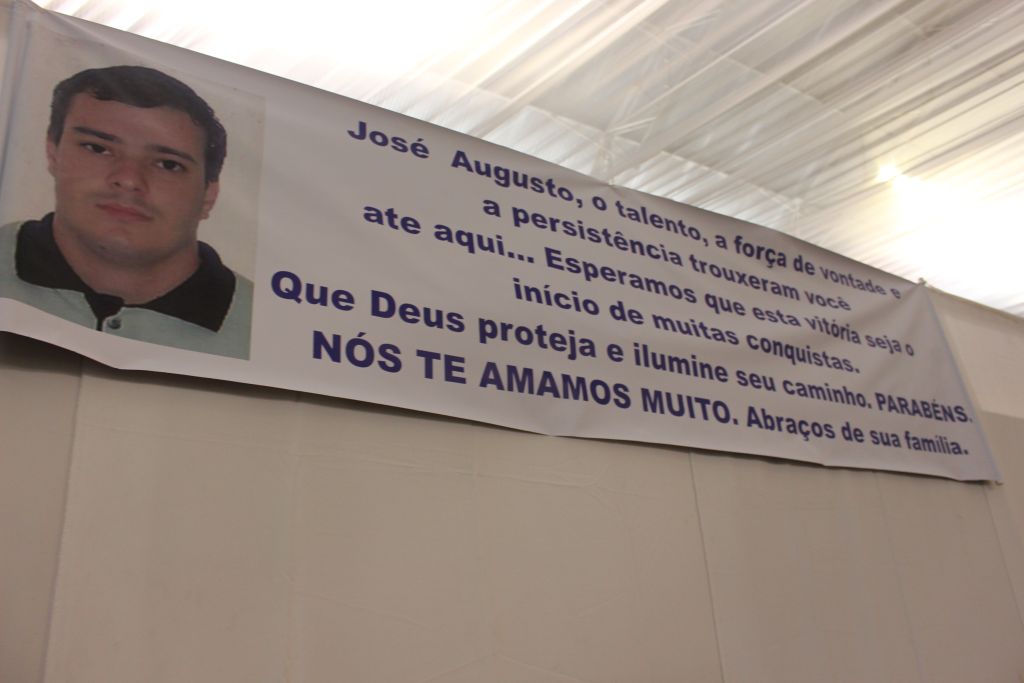 José Augusto, o talento, a força de vontade e
a persistência trouxeram você
ate aqui... Esperamos que esta vitória seja o
início de muitas conquistas.
Que Deus proteja e ilumine seu caminho. PARABÉNS.
NÓS TE AMAMOS MUITO. Abraços de sua família.